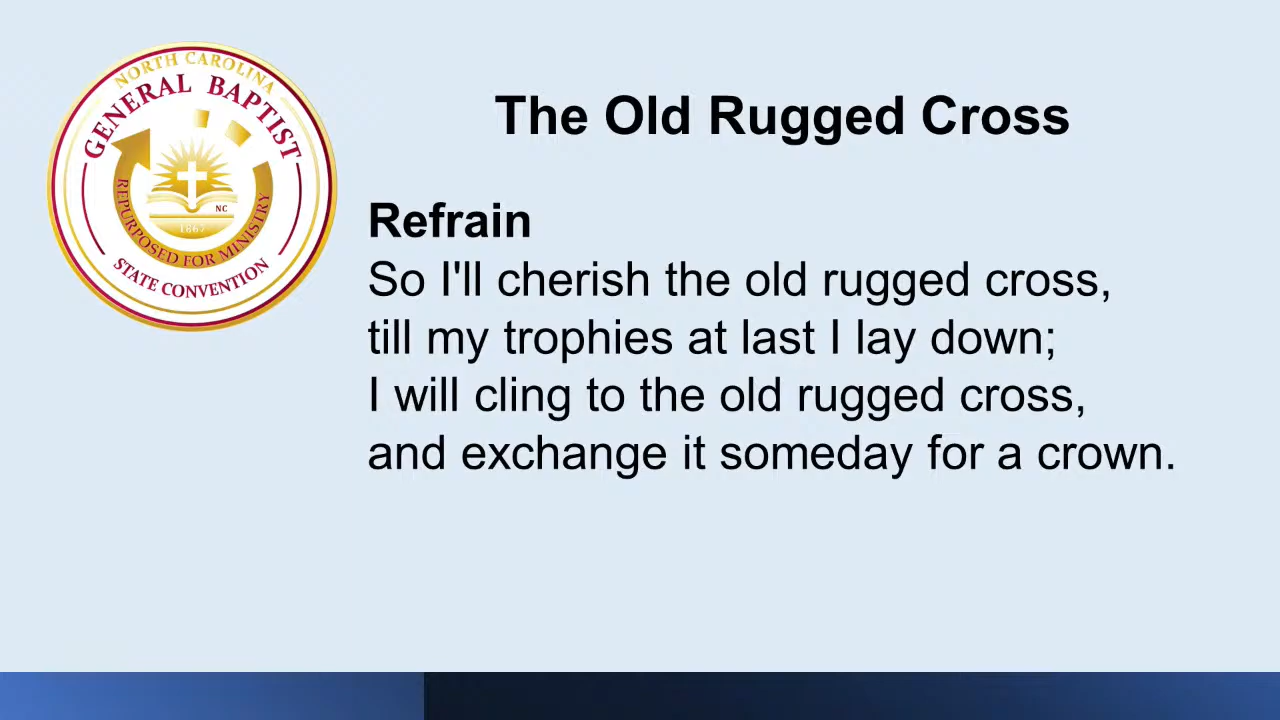 NORTH CAROLINA
GENERAL BAPTIST
REPURPOSED FOR MINISTRY
NC
1867
STATE CONVENTION
The Old Rugged Cross
Refrain
So I'll cherish the old rugged cross,
till my trophies at last I lay down;
I will cling to the old rugged cross,
and exchange it someday for a crown.